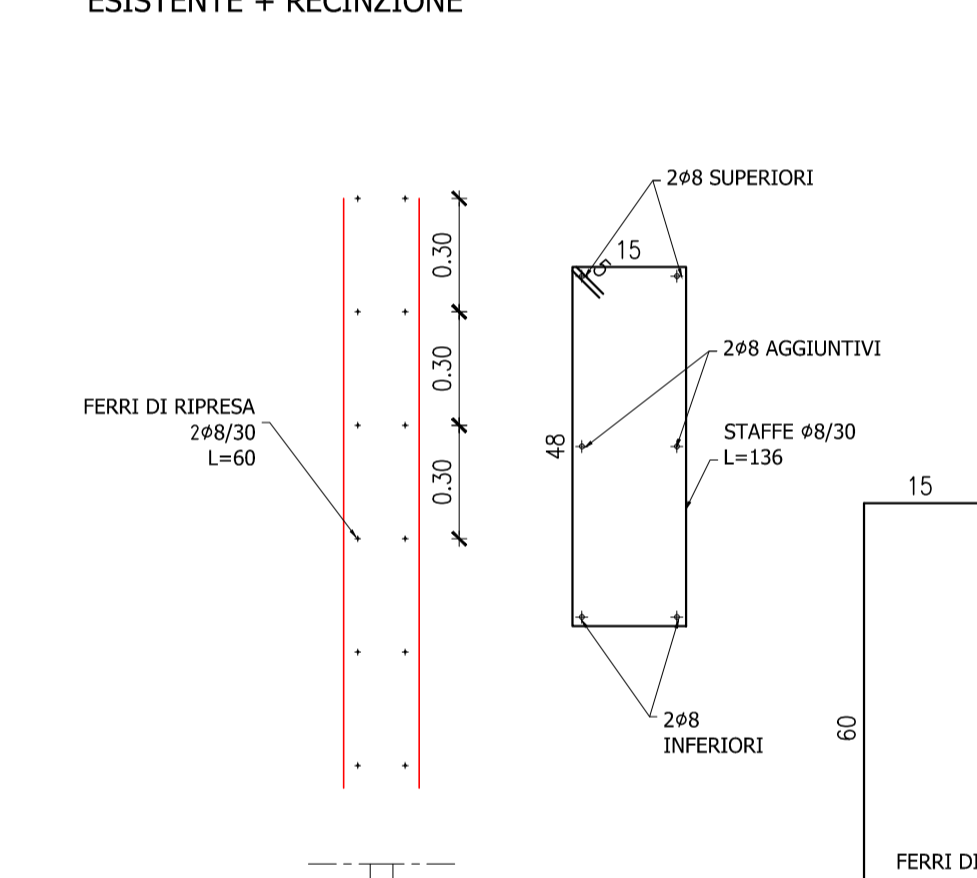 ESISTENTE + RECINZIONE
2φ8 SUPERIORI
15
5
0.30
0.30
0.30
2φ8 AGGIUNTIVI
FERRI DI RIPRESA
2φ8/30
L=60
48
STAFFE φ8/30
L=136
15
2φ8
INFERIORI
60
FERRI DI